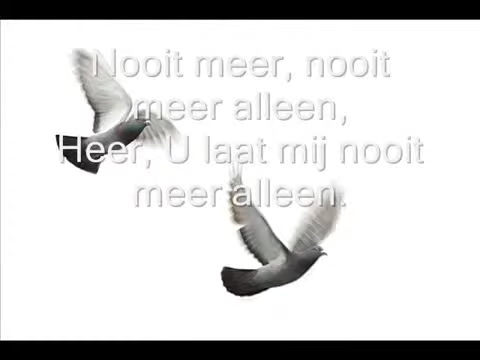 Nooit meer, nooit
meer alleen,
Heer, U laat mij nooit
meer alleen.